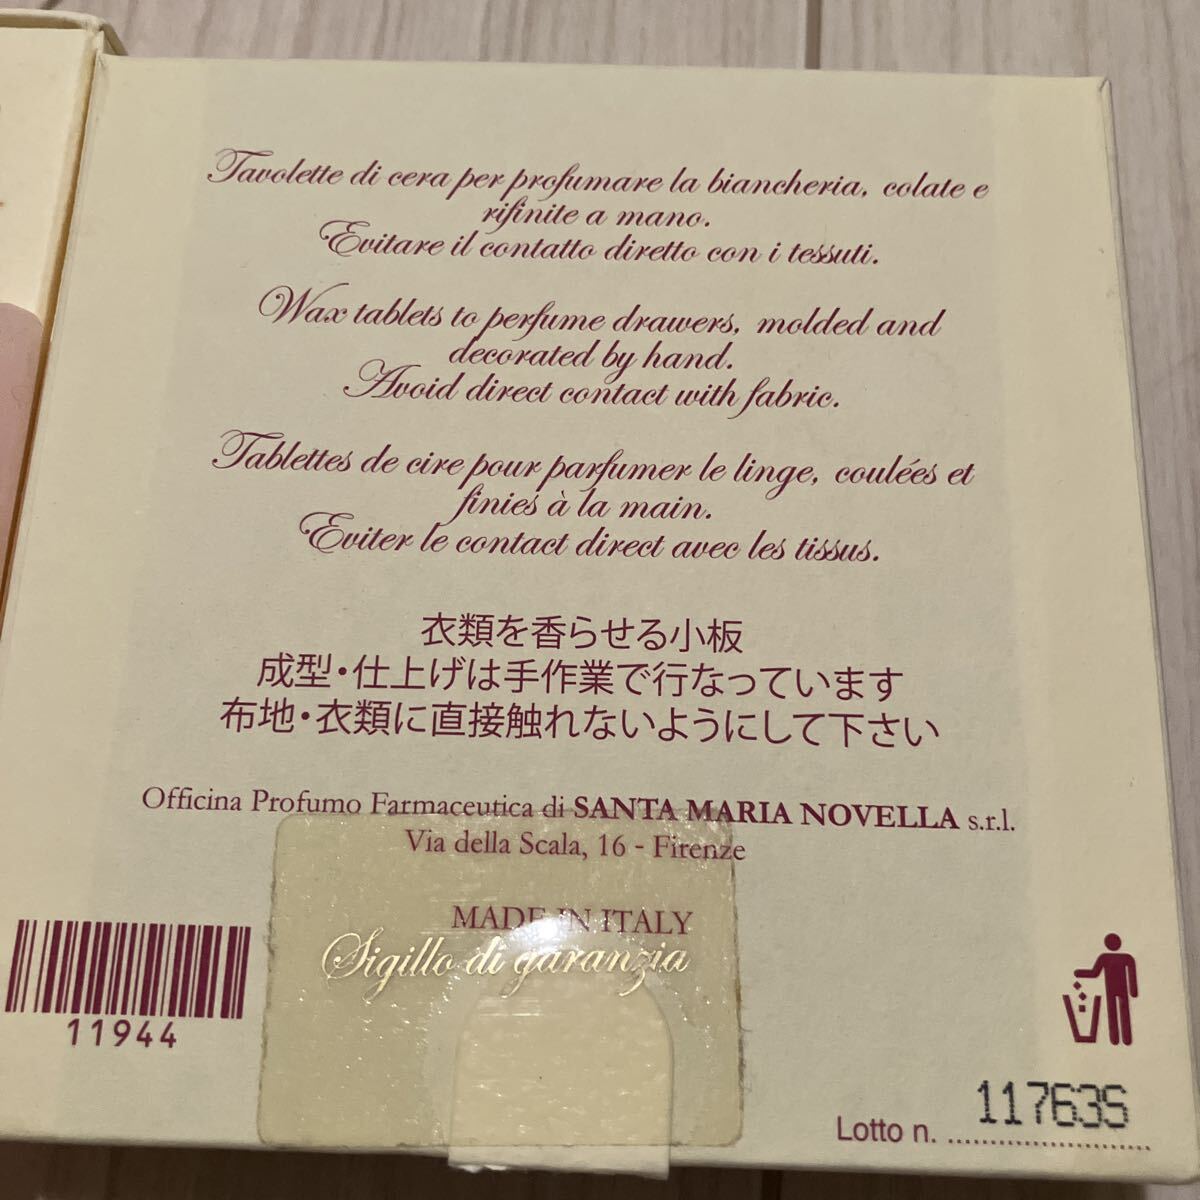 Tavolette di cera per profumare la biancheria, colate e
rifinite a mano.
Evitare il contatto diretto con i tessuti.
Wax tablets to perfume drawers, molded and
decorated by hand.
Avoid direct contact with fabric.
Tablettes de cire pour parfumer le linge, coulées et
finies à la main.
Eviter le contact direct avec les tissus.
衣類を香らせる小板
成型・仕上げは手作業で行なっています
布地・衣類に直接触れないようにして下さい
Officina Profumo Farmaceutica di SANTA MARIA NOVELLA s.r.l.
Via della Scala, 16 - Firenze
MADE IN ITALY
Sigillo di garanzia
11944
Lotto n. 11763S